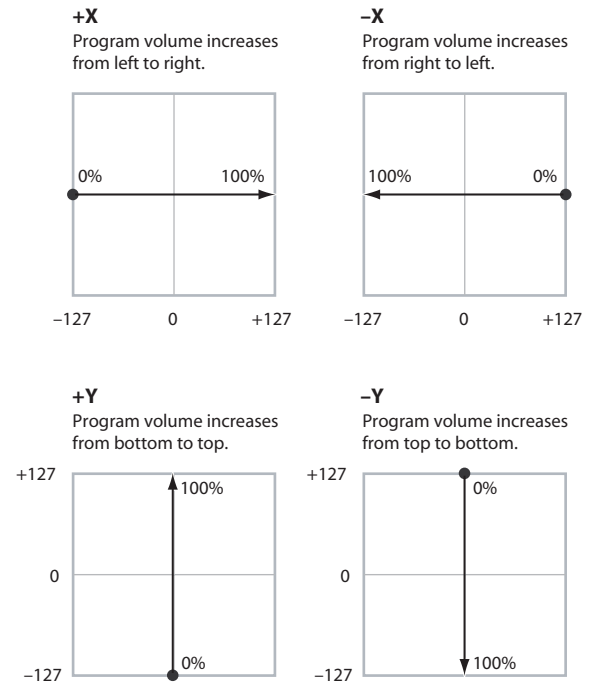 +X
Program volume increases
from left to right.
0%
100%
–127
0
+127
–X
Program volume increases
from right to left.
100%
0%
–127
0
+127
+Y
Program volume increases
from bottom to top.
+127
100%
0
0%
–127
–Y
Program volume increases
from top to bottom.
+127
0%
0
100%
–127